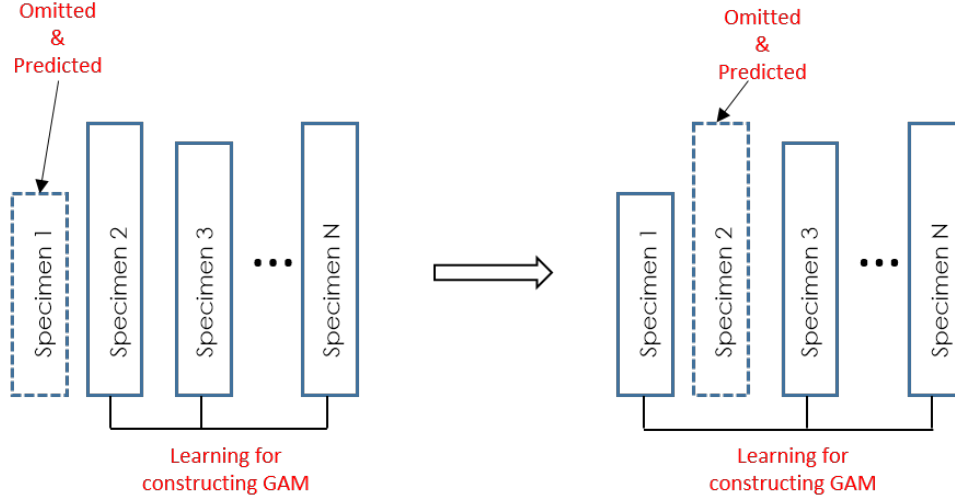 Omitted
&
Predicted
Specimen 1
Specimen 2
Specimen 3
...
Specimen N
Learning for
constructing GAM
Omitted
&
Predicted
Specimen 1
Specimen 2
Specimen 3
...
Specimen N
Learning for
constructing GAM